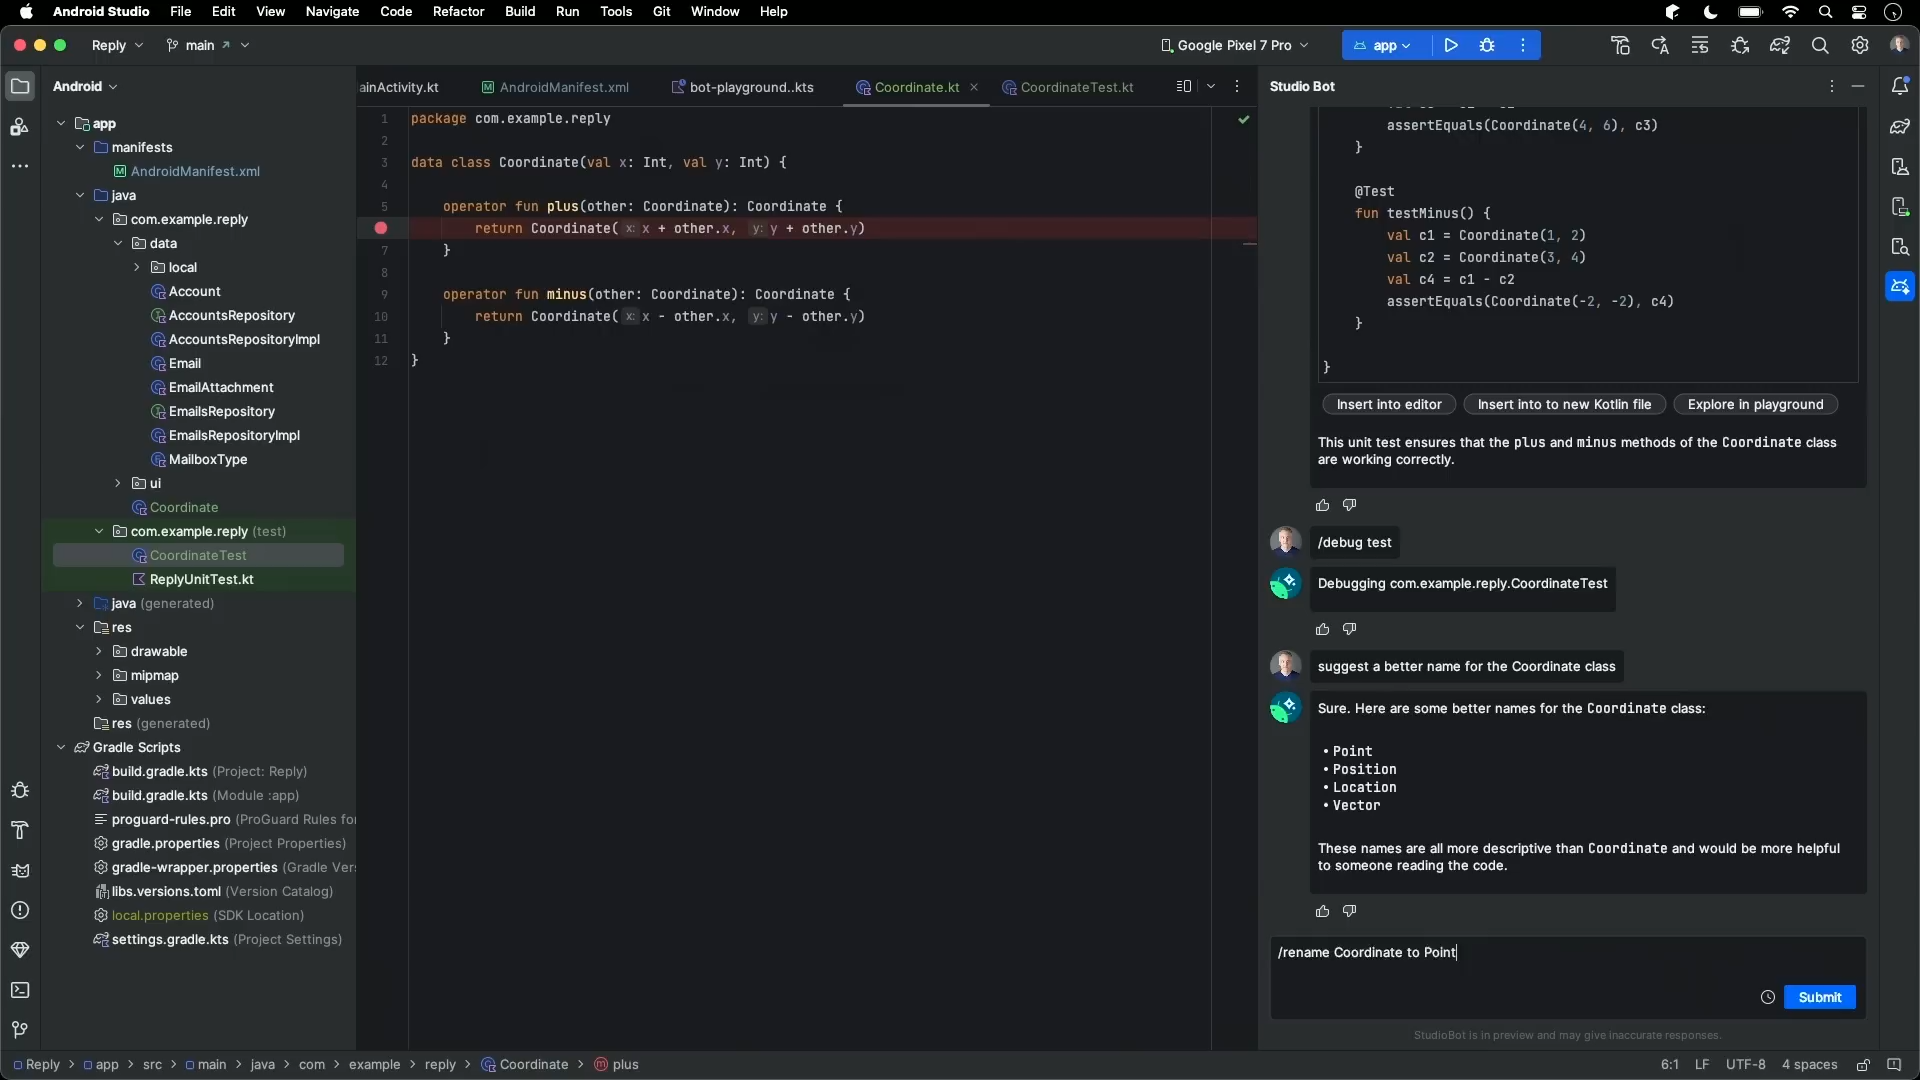 Android Studio File Edit View Navigate Code Refactor Build Run Tools Git Window Help
Reply main Google Pixel 7 Pro app
Android
app
manifests
AndroidManifest.xml
java
com.example.reply
data
local
Account
AccountsRepository
AccountsRepositoryImpl
Email
EmailAttachment
EmailsRepository
EmailsRepositoryImpl
MailboxType
ui
Coordinate
com.example.reply (test)
CoordinateTest
ReplyUnitTest.kt
java (generated)
res
drawable
mipmap
values
res (generated)
Gradle Scripts
build.gradle.kts (Project: Reply)
build.gradle.kts (Module :app)
proguard-rules.pro (ProGuard Rules for
gradle.properties (Project Properties)
gradle-wrapper.properties (Gradle Ver
libs.versions.toml (Version Catalog)
local.properties (SDK Location)
settings.gradle.kts (Project Settings)
ainActivity.kt AndroidManifest.xml bot-playground..kts Coordinate.kt CoordinateTest.kt
1 package com.example.reply
2
3 data class Coordinate(val x: Int, val y: Int) {
4
5 operator fun plus(other: Coordinate): Coordinate {
return Coordinate( x: x + other.x, y: y + other.y)
7 }
8
9 operator fun minus(other: Coordinate): Coordinate {
10 return Coordinate( x: x - other.x, y: y - other.y)
11 }
12 }
Studio Bot
assertEquals(Coordinate(4, 6), c3)
}
@Test
fun testMinus() {
val c1 = Coordinate(1, 2)
val c2 = Coordinate(3, 4)
val c4 = c1 - c2
assertEquals(Coordinate(-2, -2), c4)
}
}
Insert into editor Insert into to new Kotlin file Explore in playground
This unit test ensures that the plus and minus methods of the Coordinate class
are working correctly.
/debug test
Debugging com.example.reply.CoordinateTest
suggest a better name for the Coordinate class
Sure. Here are some better names for the Coordinate class:
• Point
• Position
• Location
• Vector
These names are all more descriptive than Coordinate and would be more helpful
to someone reading the code.
/rename Coordinate to Point
Submit
StudioBot is in preview and may give inaccurate responses.
Reply > app > src > main > java > com > example > reply > Coordinate > plus 6:1 LF UTF-8 4 spaces